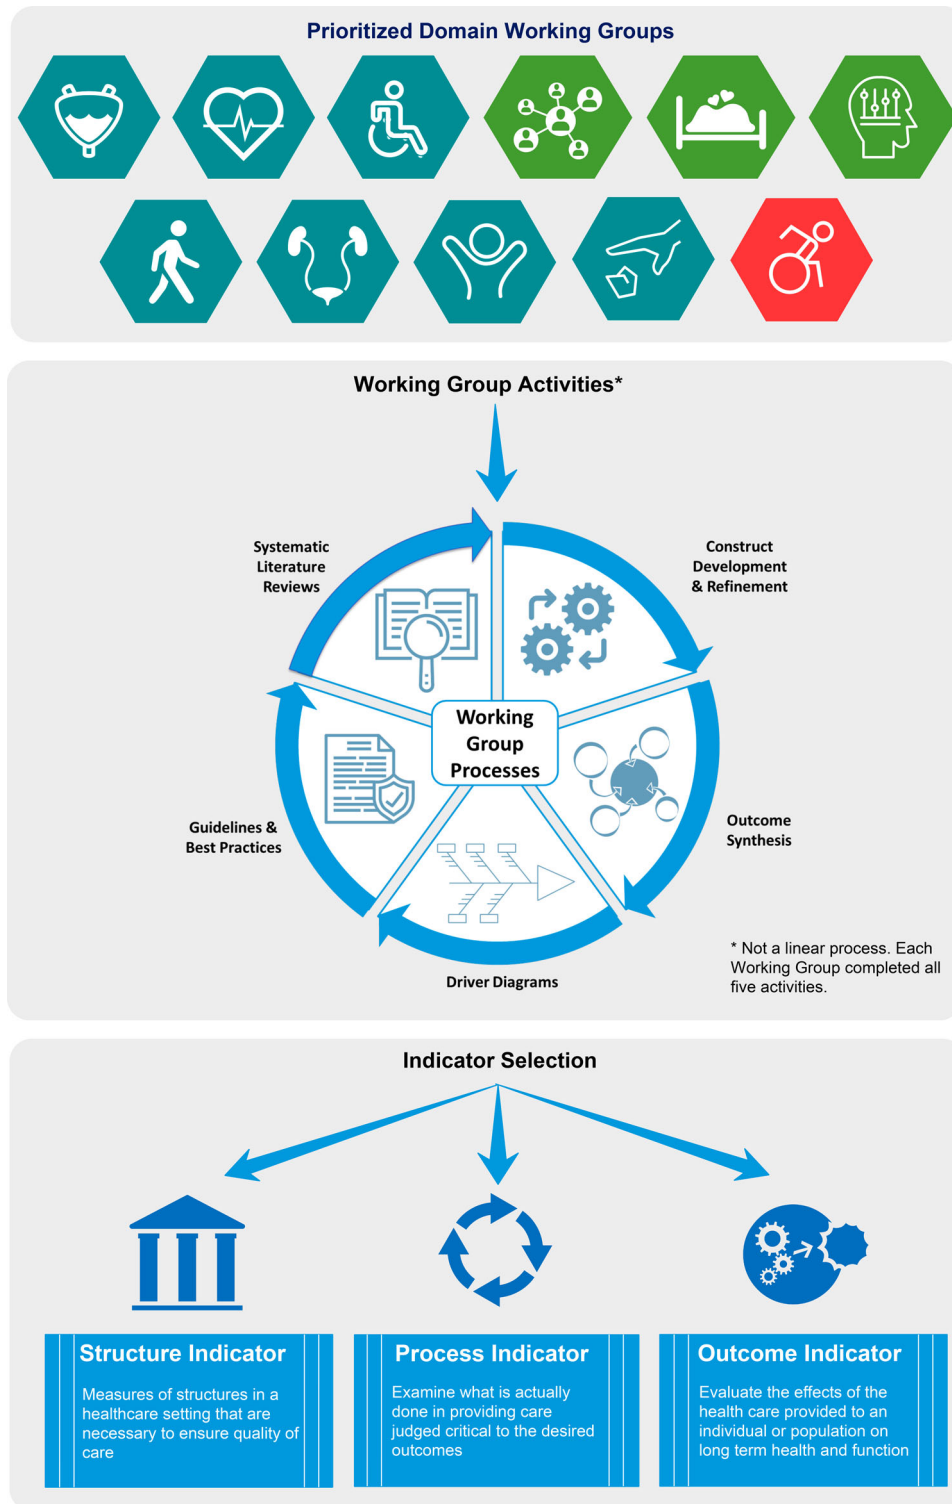 Prioritized Domain Working Groups
Working Group Activities*
Systematic
Literature
Reviews
Construct
Development
& Refinement
Working
Group
Processes
Guidelines &
Best Practices
Outcome
Synthesis
Driver Diagrams
* Not a linear process. Each
Working Group completed all
five activities.
Indicator Selection
Structure Indicator
Measures of structures in a
healthcare setting that are
necessary to ensure quality of
care
Process Indicator
Examine what is actually
done in providing care
judged critical to the desired
outcomes
Outcome Indicator
Evaluate the effects of the
health care provided to an
individual or population on
long term health and function